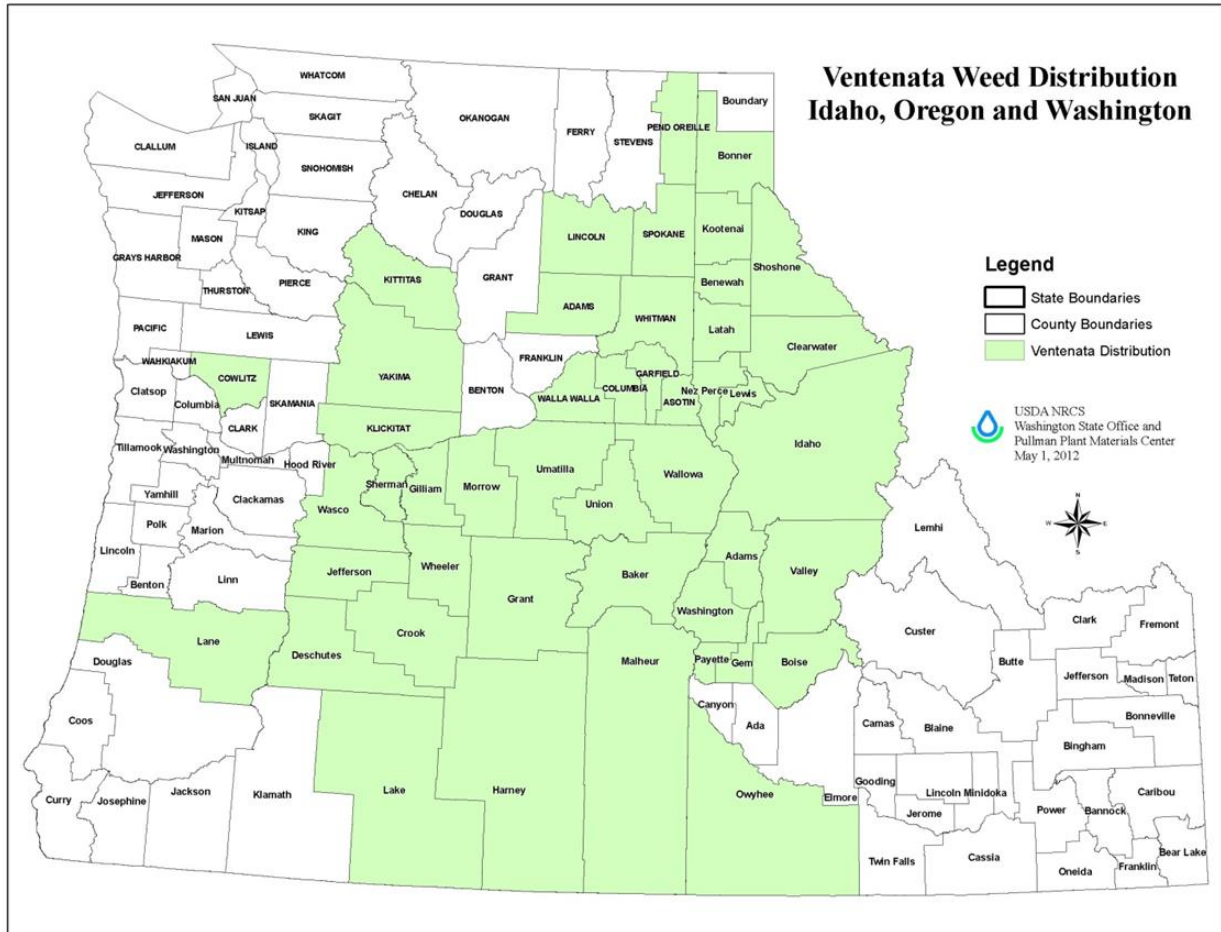 Ventenata Weed Distribution
Idaho, Oregon and Washington
WHATCOM
SAN JUAN
SKAGIT
OKANOGAN
FERRY
STEVENS
PEND OREILLE
Boundary
CLALLUM
ISLAND
SNOHOMISH
Bonner
JEFFERSON
KITSAP
CHELAN
DOUGLAS
MASON
KING
LINCOLN
SPOKANE
Kootenai
GRAYS HARBOR
Shoshone
THURSTON
PIERCE
KITTITAS
GRANT
Benewah
ADAMS
WHITMAN
PACIFIC
LEWIS
Latah
Clearwater
WAHKIAKUM
COWLITZ
FRANKLIN
GARFIELD
Clatsop
Columbia
SKAMANIA
YAKIMA
BENTON
WALLA WALLA
COLUMBIA
ASOTIN
Nez Perce
Lewis
CLARK
KLICKITAT
Idaho
Tillamook
Washington
Multnomah
Hood River
Umatilla
Wallowa
Yamhill
Clackamas
Sherman
Gilliam
Morrow
Union
Wasco
Polk
Marion
Lemhi
Lincoln
Benton
Linn
Jefferson
Wheeler
Adams
Valley
Grant
Baker
Washington
Lane
Crook
Custer
Clark
Fremont
Douglas
Deschutes
Malheur
Payette
Gem
Boise
Butte
Jefferson
Madison
Teton
Canyon
Ada
Camas
Blaine
Bonneville
Coos
Bingham
Curry
Josephine
Jackson
Klamath
Lake
Harney
Owyhee
Elmore
Gooding
Lincoln
Minidoka
Jerome
Power
Bannock
Caribou
Twin Falls
Cassia
Oneida
Franklin
Bear Lake
Legend
State Boundaries
County Boundaries
Ventenata Distribution
USDA NRCS
Washington State Office and
Pullman Plant Materials Center
May 1, 2012
N
W
E
S